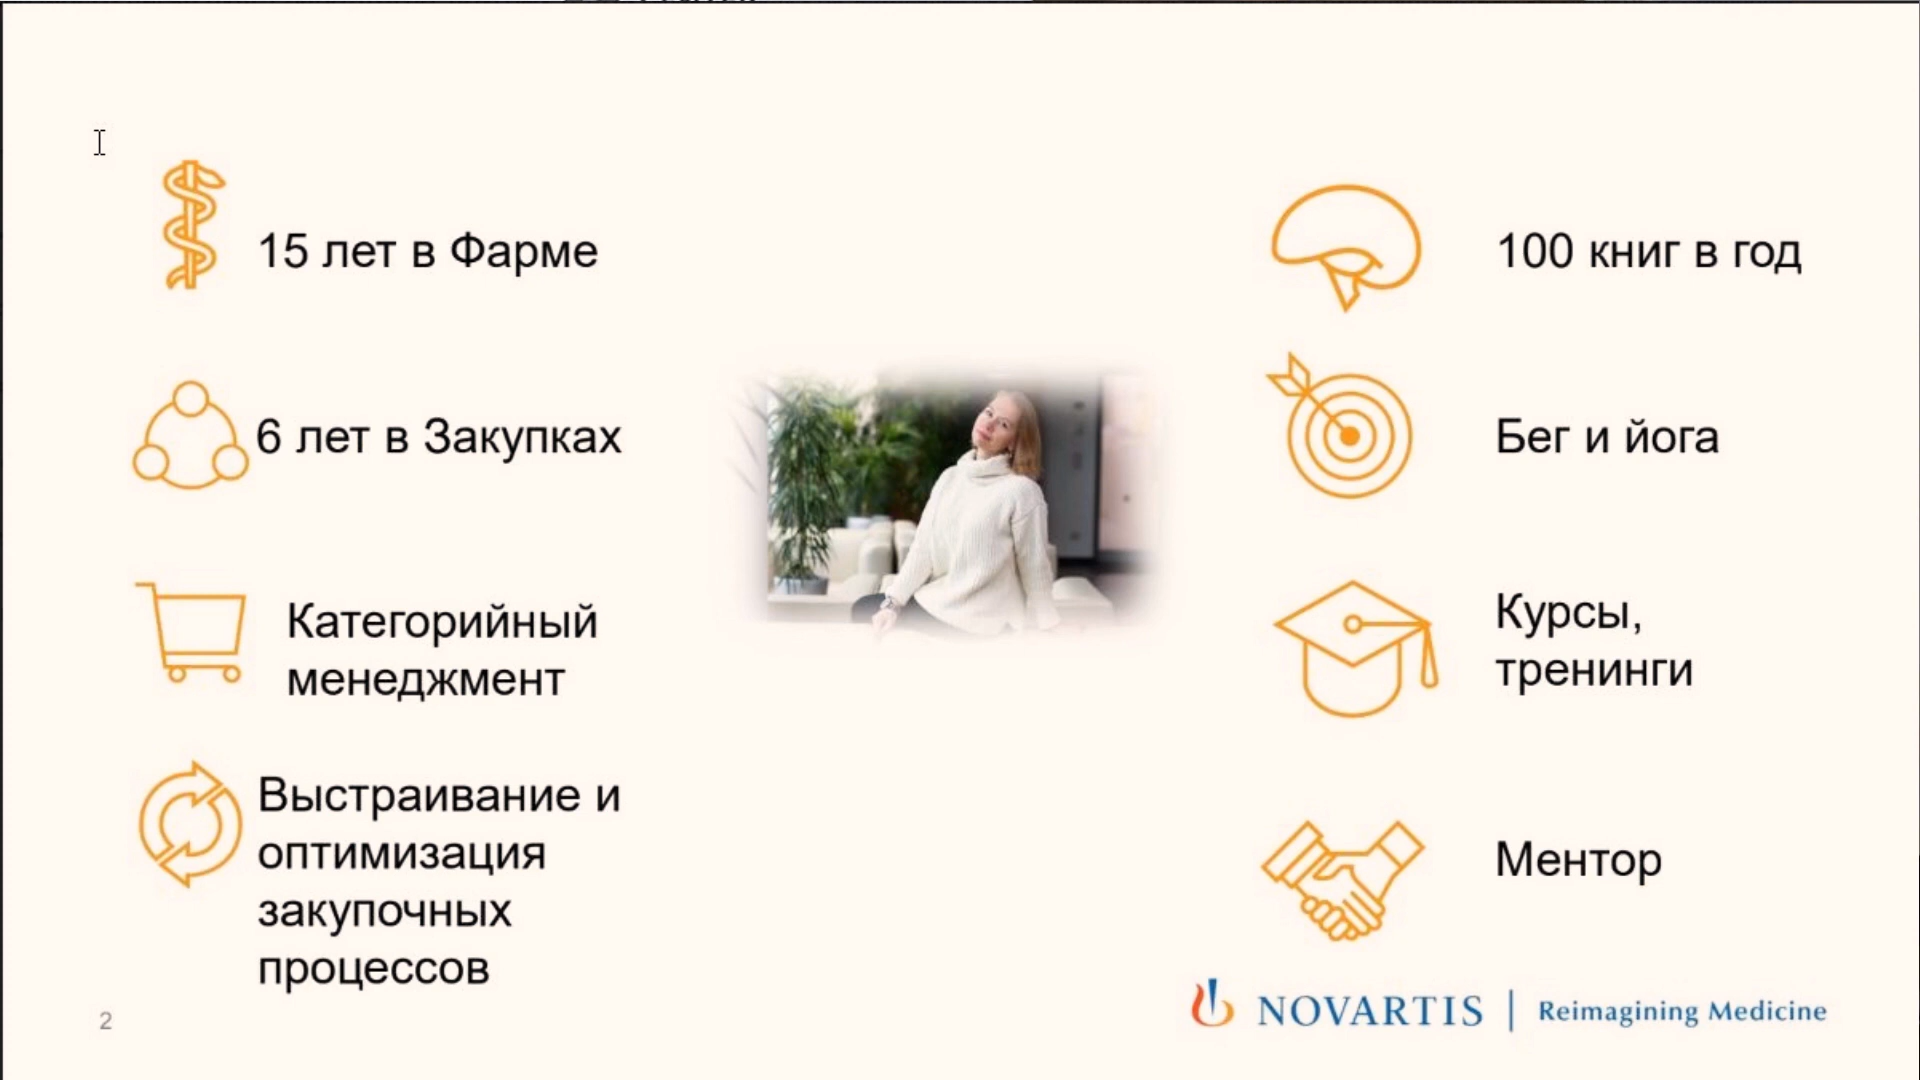 15 лет в Фарме
6 лет в Закупках
Категорийный
менеджмент
Выстраивание и
оптимизация
закупочных
процессов
100 книг в год
Бег и йога
Курсы,
тренинги
Ментор
2
NOVARTIS | Reimagining Medicine